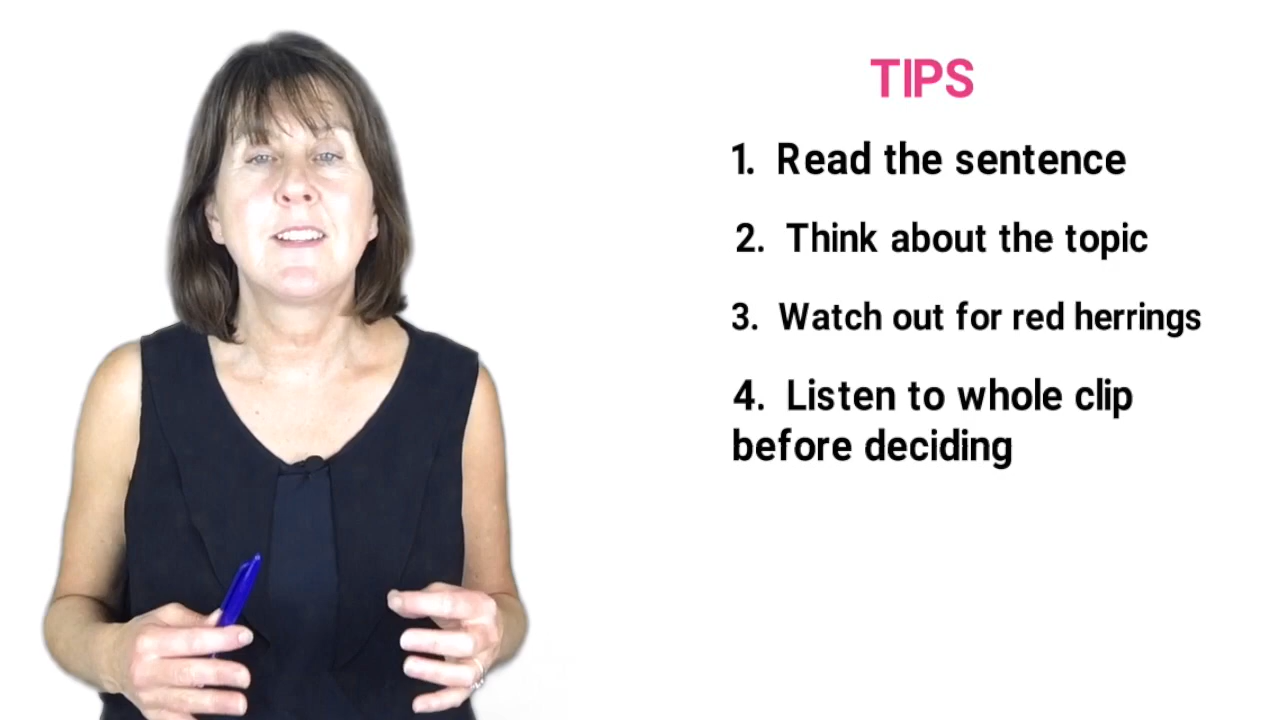 TIPS
1. Read the sentence
2. Think about the topic
3. Watch out for red herrings
4. Listen to whole clip
before deciding